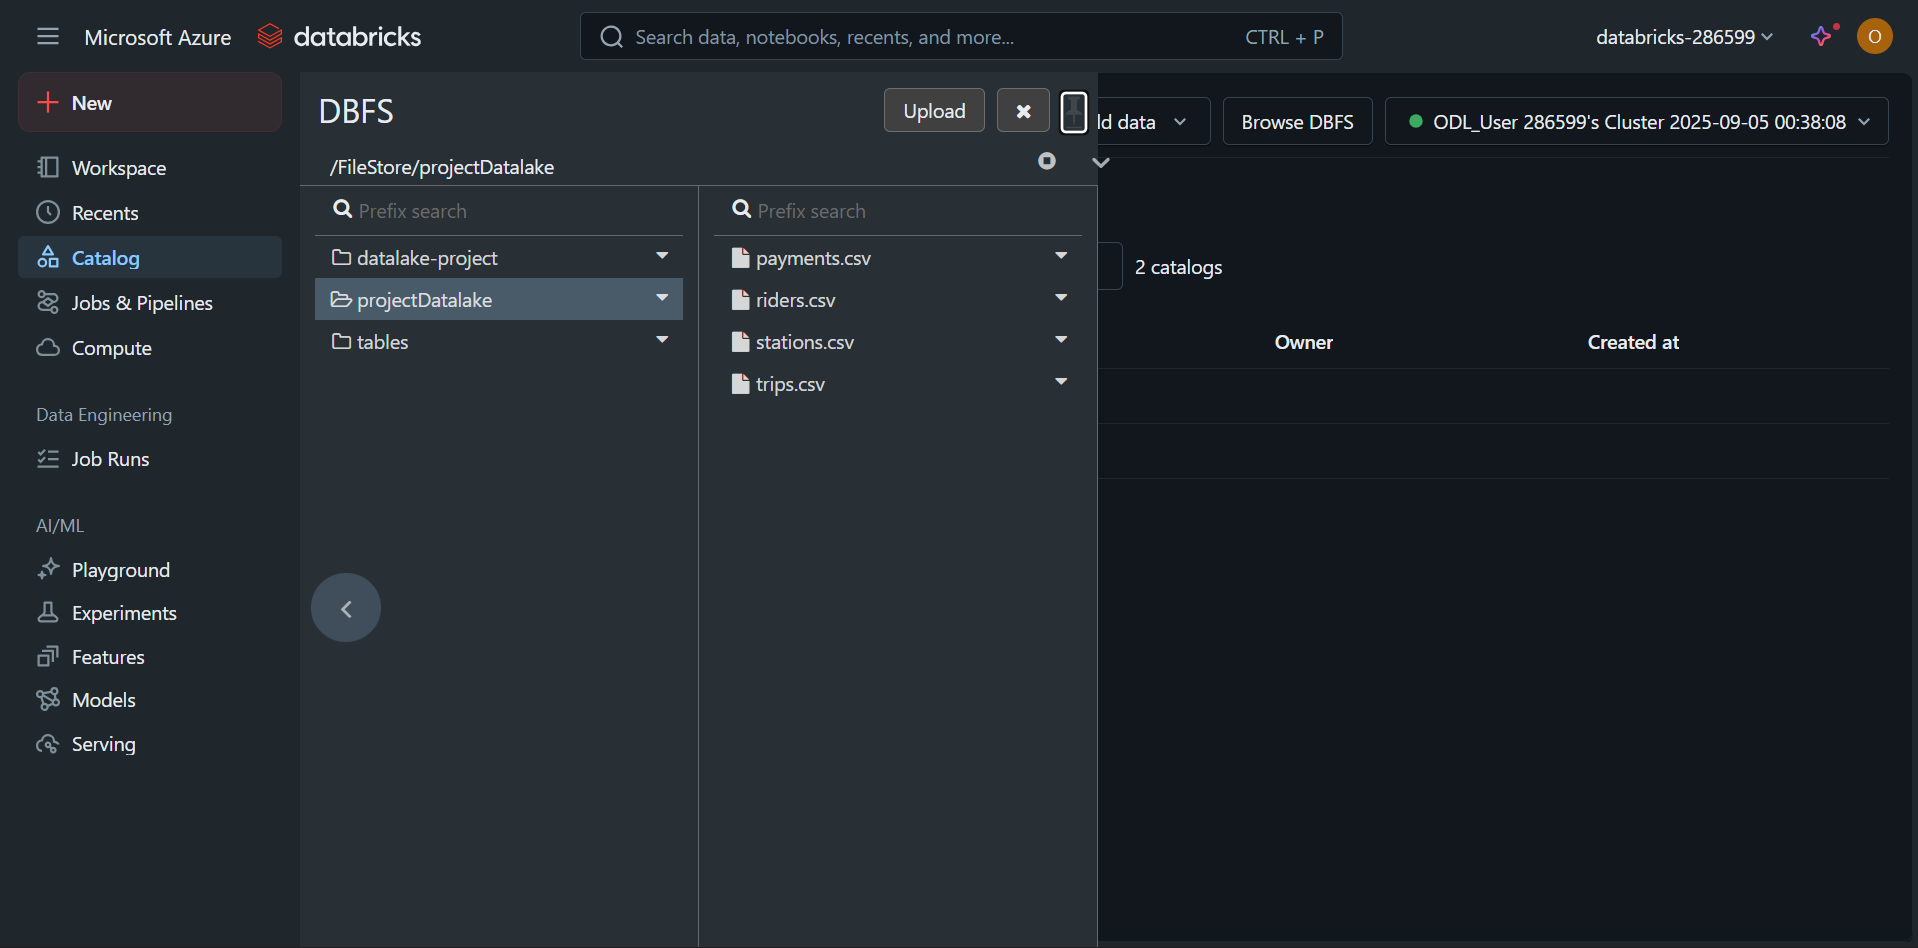 Microsoft Azure databricks
Search data, notebooks, recents, and more... CTRL + P
databricks-286599
O
New
Workspace
Recents
Catalog
Jobs & Pipelines
Compute
Data Engineering
Job Runs
AI/ML
Playground
Experiments
Features
Models
Serving
DBFS
Upload
/FileStore/projectDatalake
Prefix search
datalake-project
projectDatalake
tables
Prefix search
payments.csv
riders.csv
stations.csv
trips.csv
data
Browse DBFS
ODL_User 286599's Cluster 2025-09-05 00:38:08
2 catalogs
Owner Created at